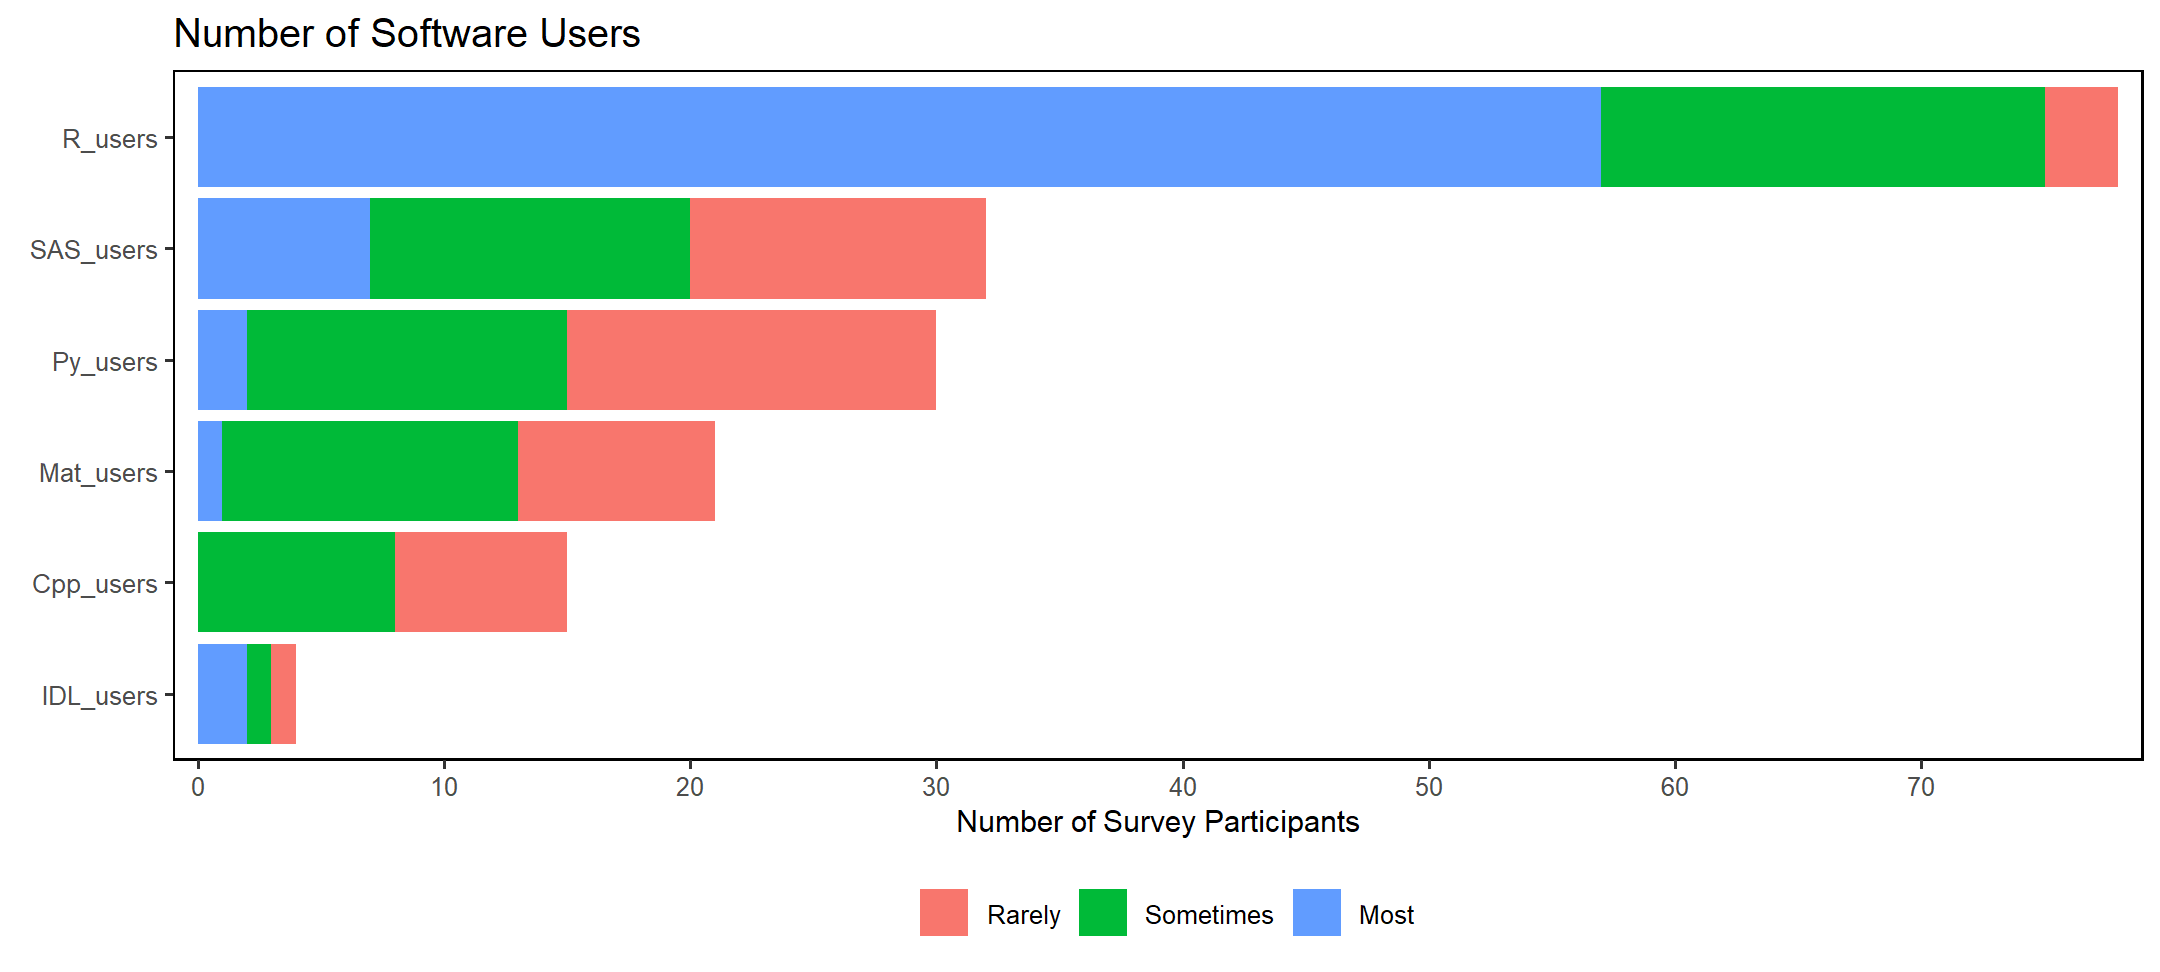 Number of Software Users
R_users
SAS_users
Py_users
Mat_users
Cpp_users
IDL_users
0 10 20 30 40 50 60 70
Number of Survey Participants
Rarely Sometimes Most